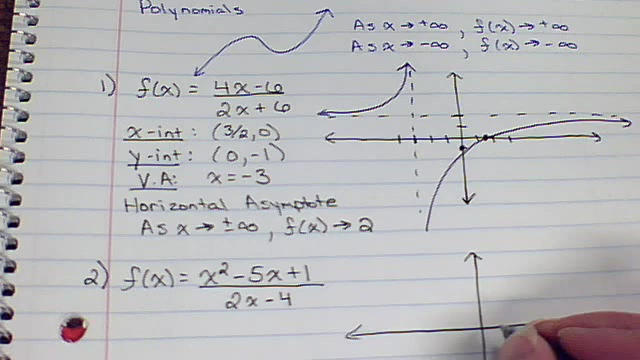 Polynomials
As x → +∞, f(x) → +∞
As x → -∞, f(x) → -∞
1) f(x) = 4x-6 / 2x+6
x-int: (3/2, 0)
y-int: (0, -1)
V.A: x = -3
Horizontal Asymptote
As x → ±∞, f(x) → 2
2) f(x) = x² - 5x + 1 / 2x - 4